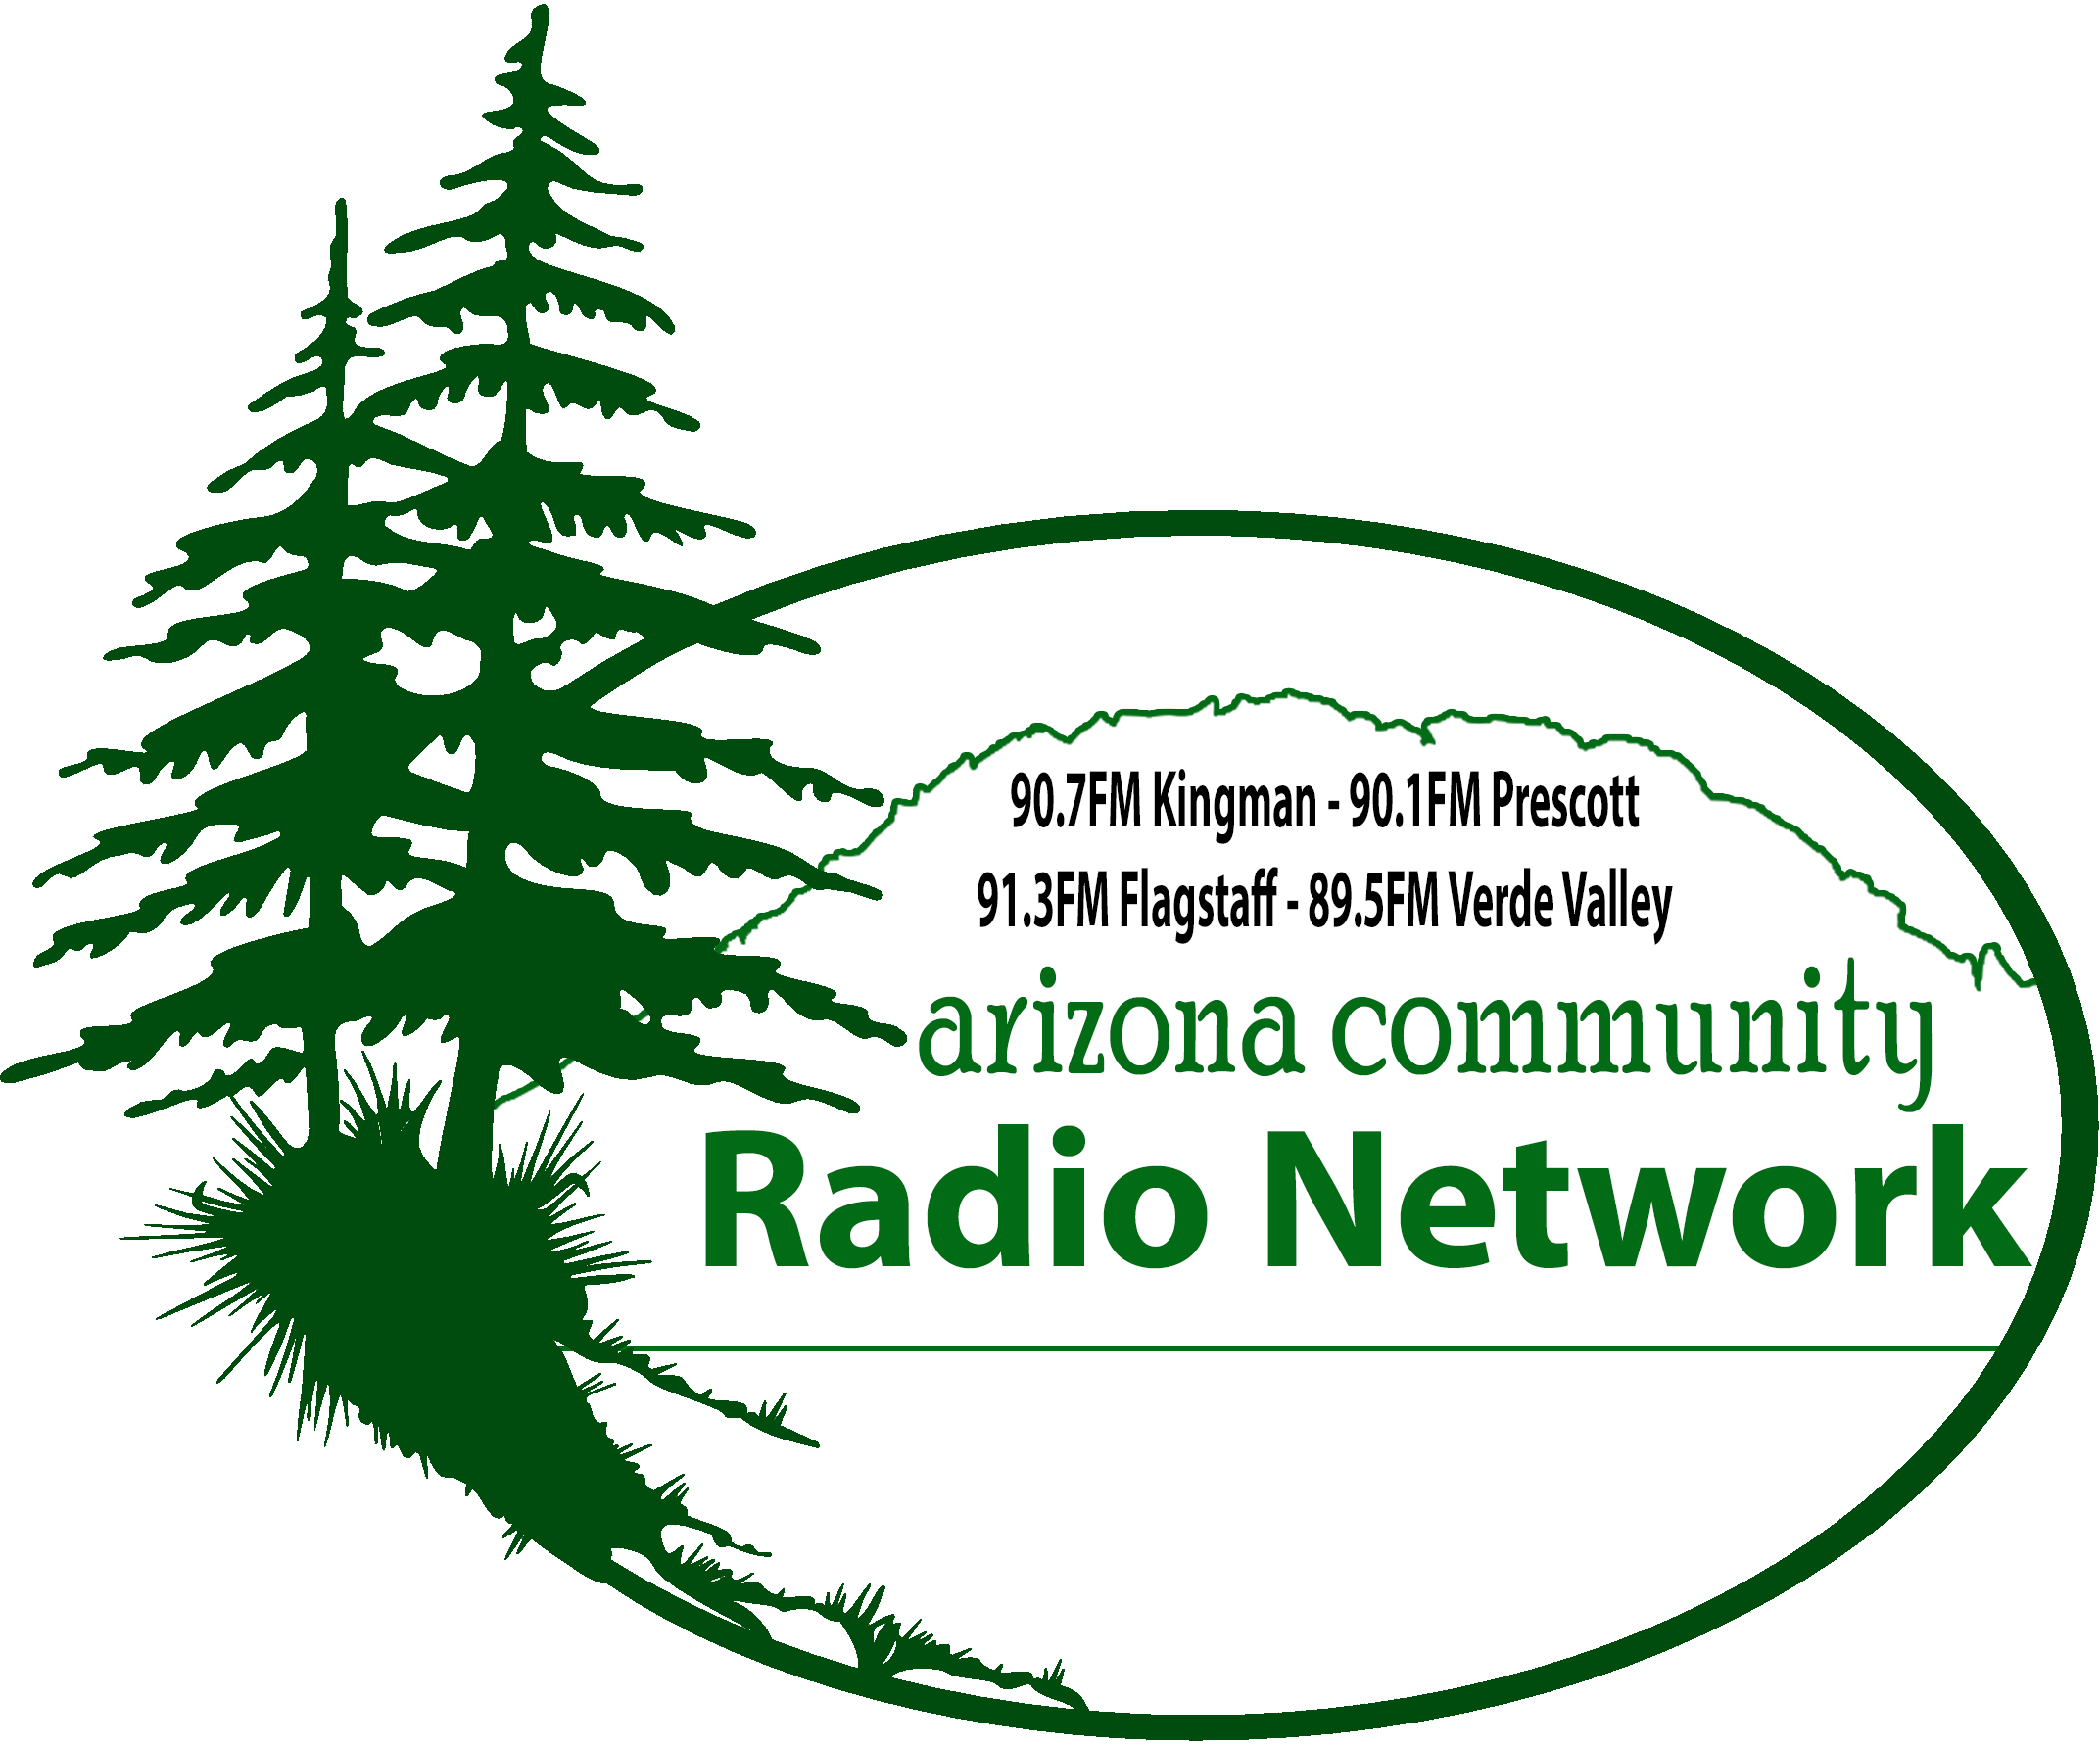 90.7FM Kingman - 90.1FM Prescott
91.3FM Flagstaff - 89.5FM Verde Valley
arizona community
Radio Network